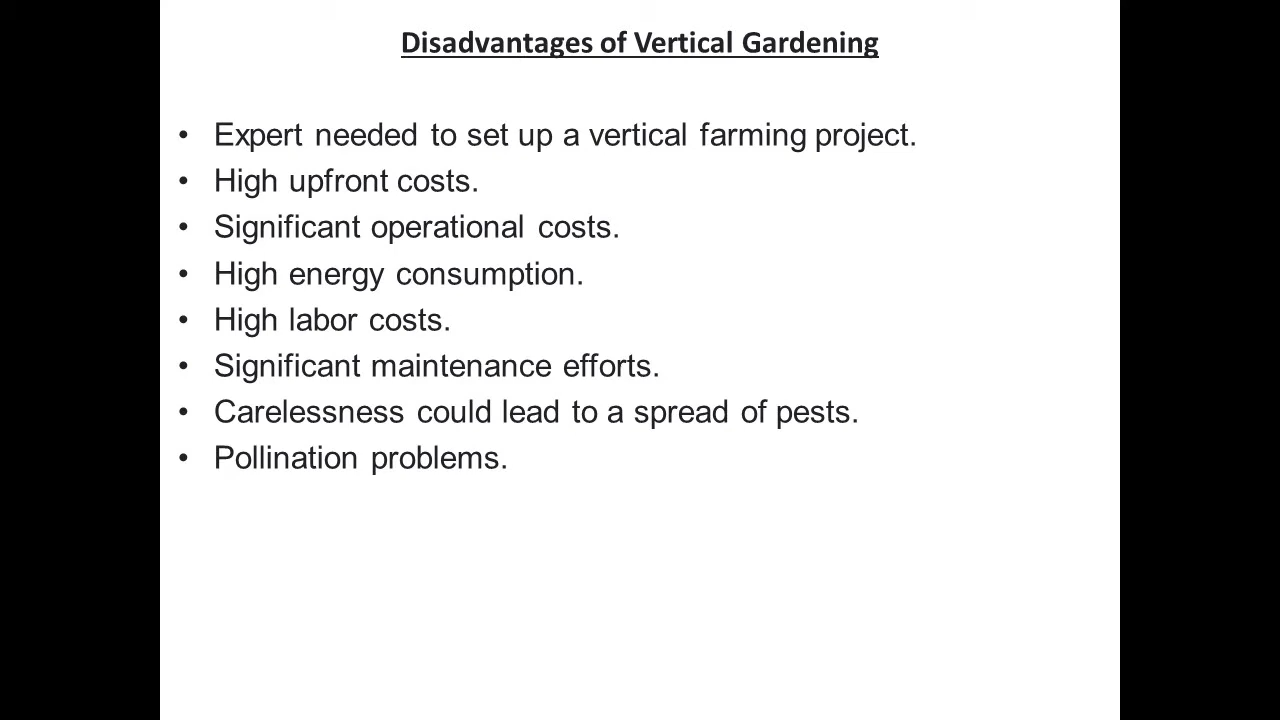 Disadvantages of Vertical Gardening
• Expert needed to set up a vertical farming project.
• High upfront costs.
• Significant operational costs.
• High energy consumption.
• High labor costs.
• Significant maintenance efforts.
• Carelessness could lead to a spread of pests.
• Pollination problems.